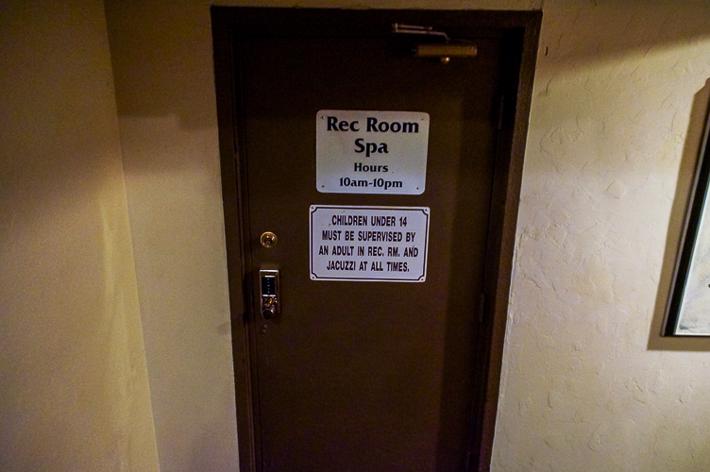 Rec Room
Spa
Hours
10am-10pm
CHILDREN UNDER 14
MUST BE SUPERVISED BY
AN ADULT IN REC. RM. AND
JACUZZI AT ALL TIMES.